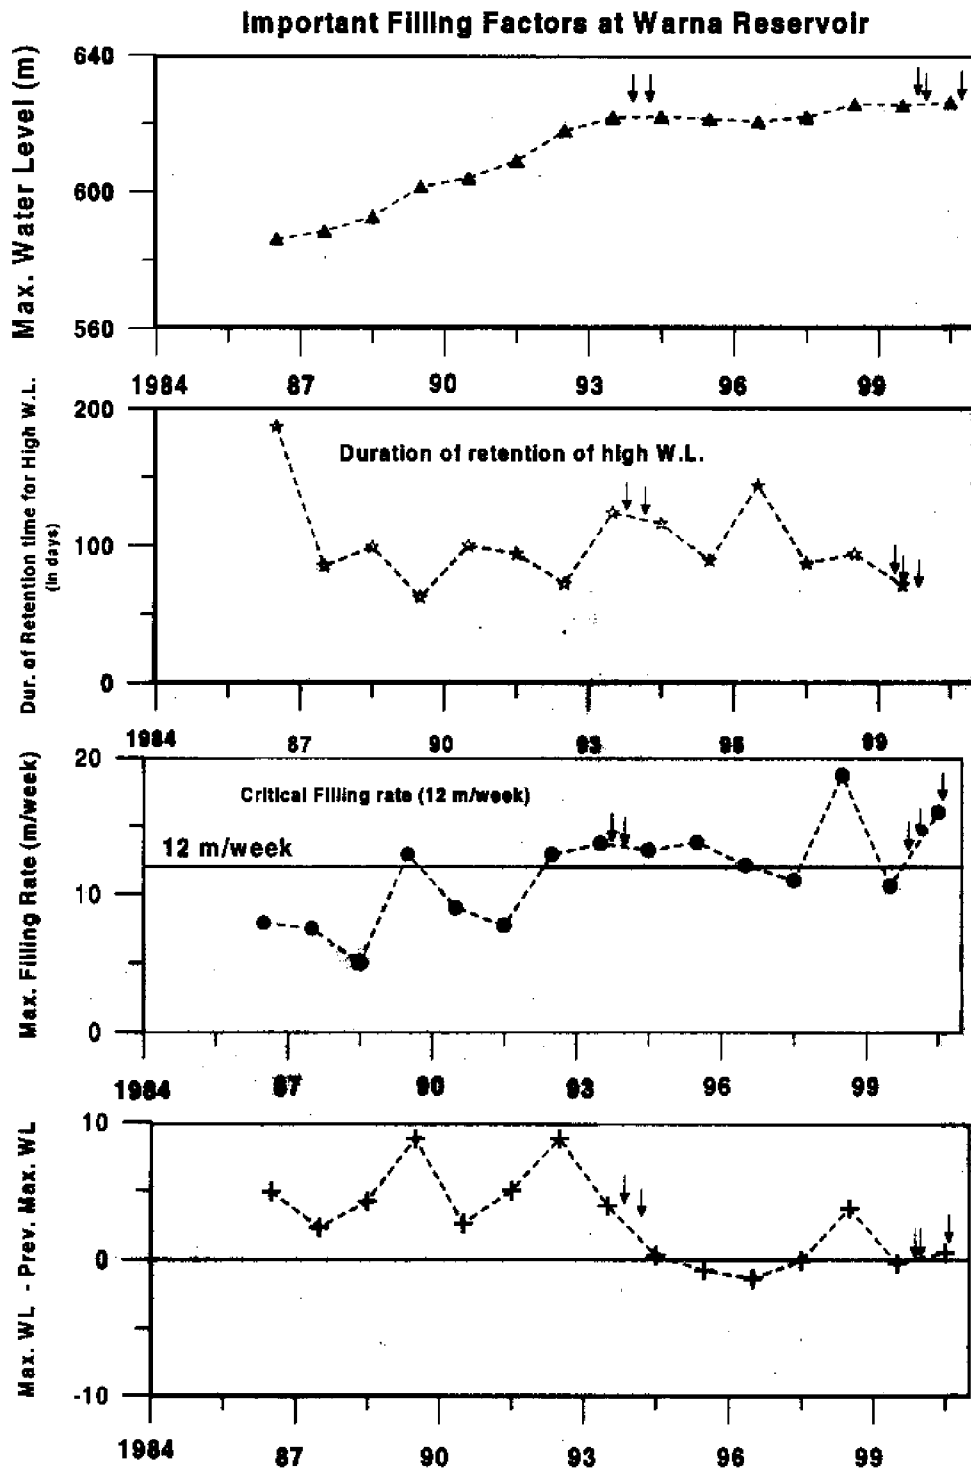 Important Filling Factors at Warna Reservoir
Max. Water Level (m)
640
600
560
1984 87 90 93 96 99
Dur. of Retention time for High W.L.
(in days)
200
100
0
Duration of retention of high W.L.
1984 87 90 93 96 99
Max. Filling Rate (m/week)
20
10
0
Critical Filling rate (12 m/week)
12 m/week
1984 87 90 93 96 99
Max. WL - Prev. Max. WL
10
0
-10
1984 87 90 93 96 99